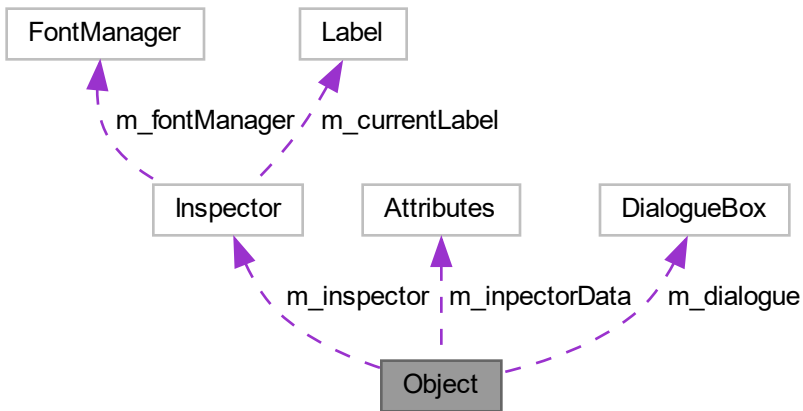 FontManager
Label
m_fontManager
m_currentLabel
Inspector
Attributes
DialogueBox
m_inspector
m_inpectorData
m_dialogue
Object